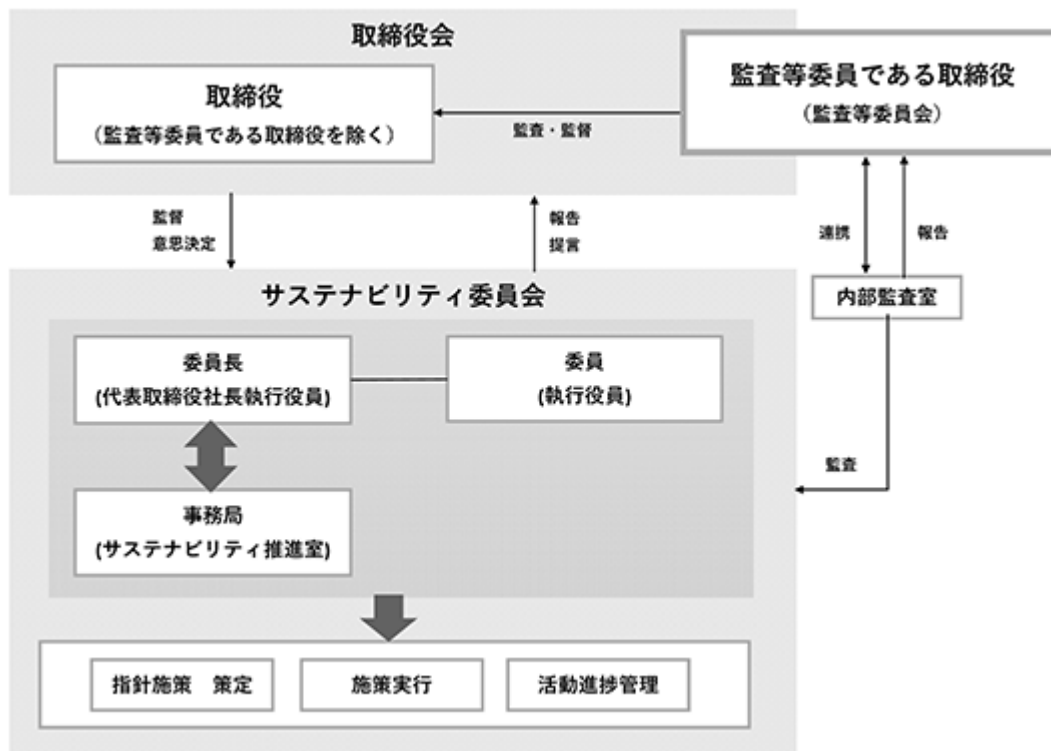 取締役会
監査等委員である取締役
(監査等委員会)
取締役
(監査等委員である取締役を除く)
監査・監督
監督
意思決定
報告
提言
連携
報告
内部監査室
サステナビリティ委員会
委員長
(代表取締役社長執行役員)
委員
(執行役員)
監査
事務局
(サステナビリティ推進室)
指針施策　策定
施策実行
活動進捗管理